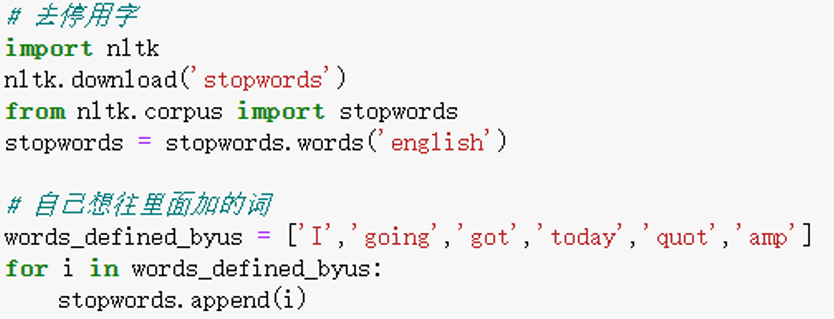 # 去停用字
import nltk
nltk.download('stopwords')
from nltk.corpus import stopwords
stopwords = stopwords.words('english')

# 自己想往里面加的词
words_defined_byus = ['I','going','got','today','quot','amp']
for i in words_defined_byus:
    stopwords.append(i)